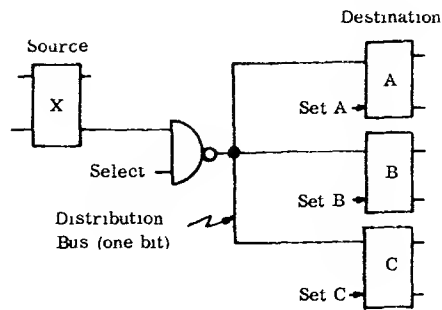 Destination
Source
X
A
Set A
Select
B
Set B
Distribution
Bus (one bit)
C
Set C